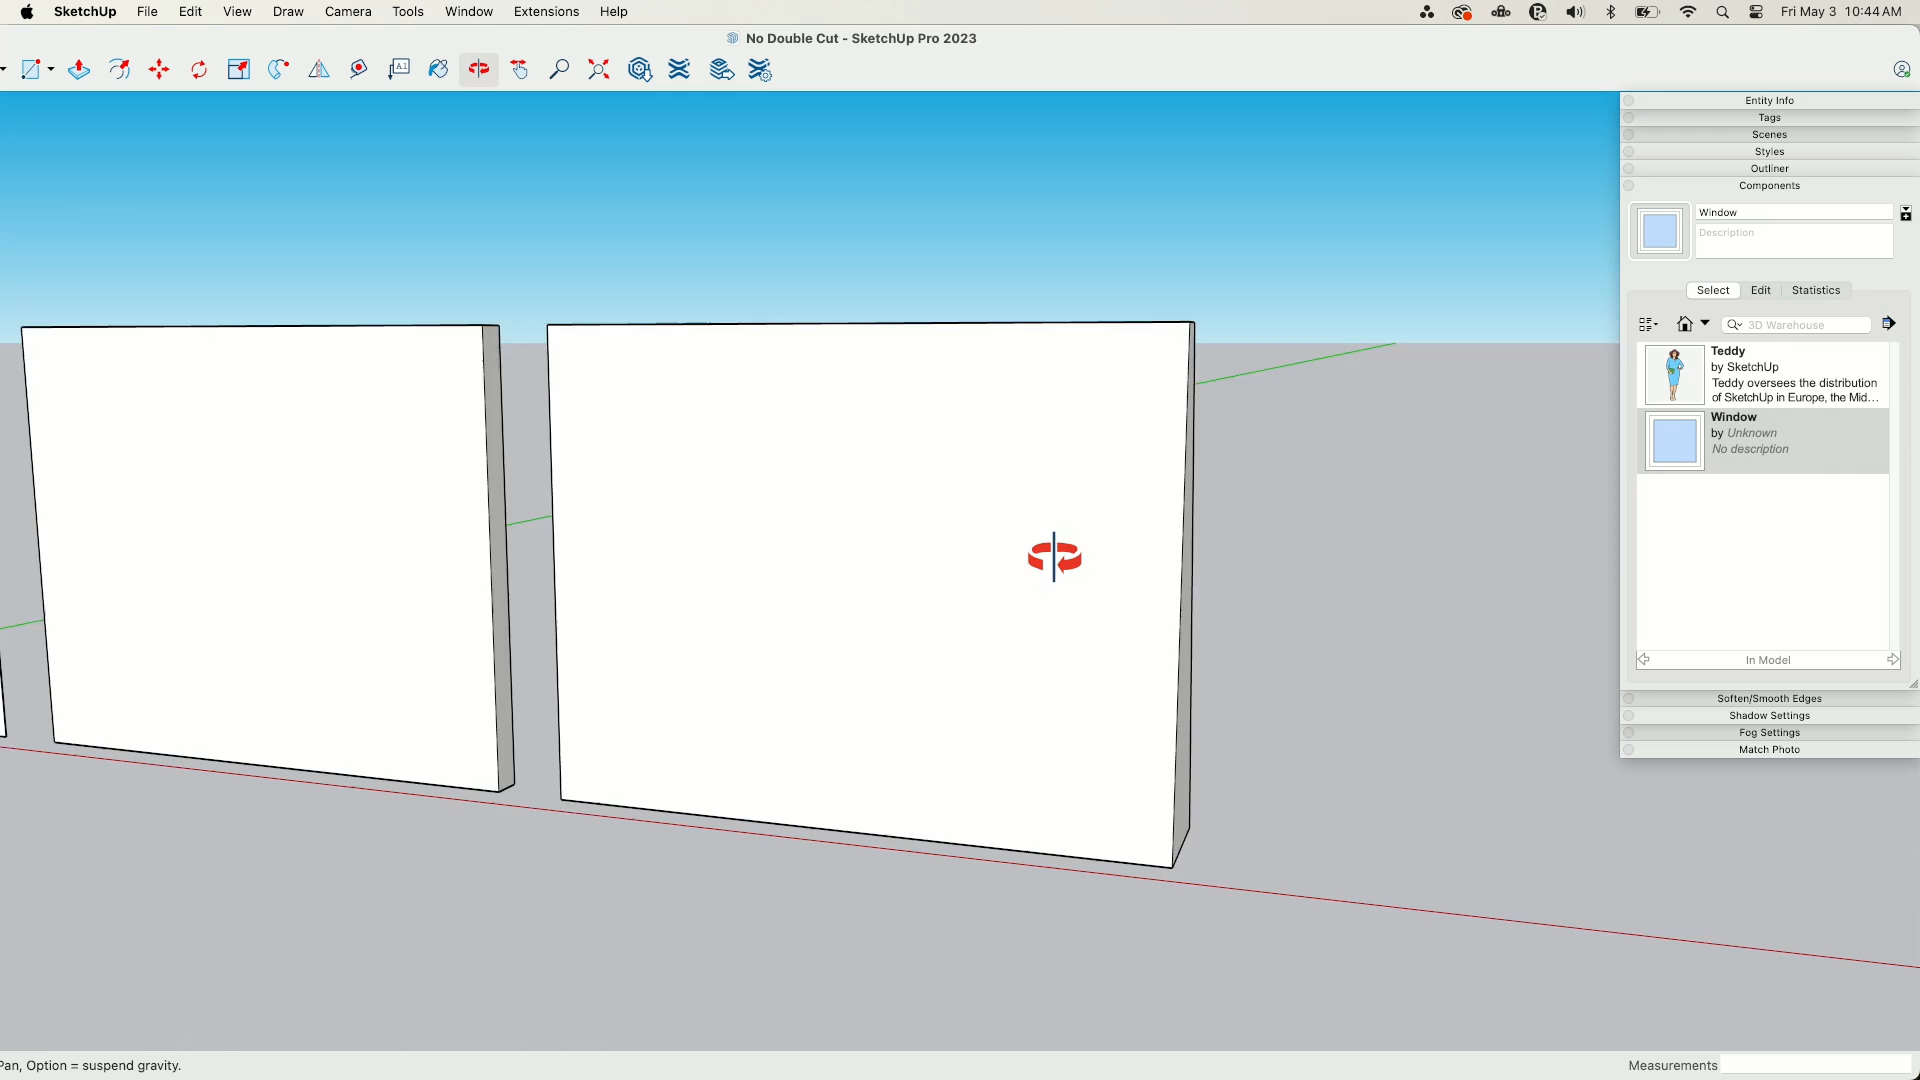 SketchUp File Edit View Draw Camera Tools Window Extensions Help Fri May 3 10:44 AM
No Double Cut - SketchUp Pro 2023
A1
Entity Info
Tags
Scenes
Styles
Outliner
Components
Window
Description
Select Edit Statistics
3D Warehouse
Teddy
by SketchUp
Teddy oversees the distribution
of SketchUp in Europe, the Mid...
Window
by Unknown
No description
In Model
Soften/Smooth Edges
Shadow Settings
Fog Settings
Match Photo
Pan, Option = suspend gravity.
Measurements